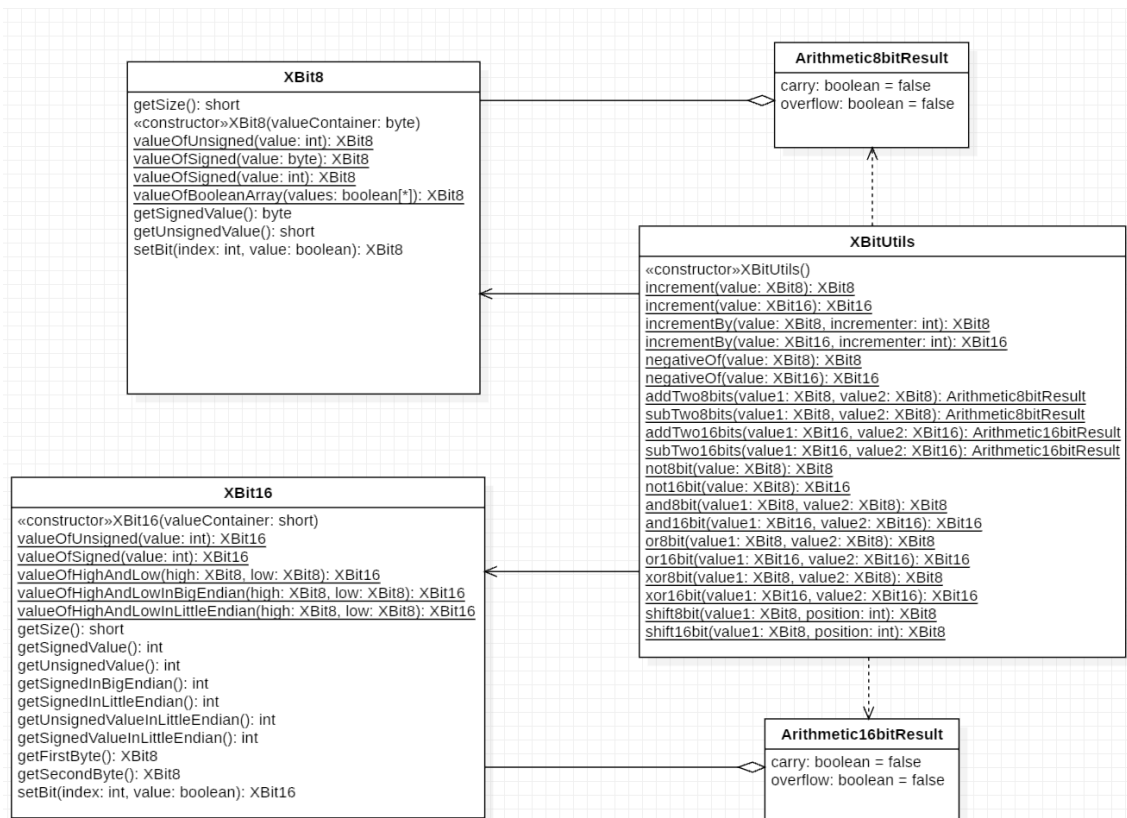 XBit8
getSize(): short
«constructor»XBit8(valueContainer: byte)
valueOfUnsigned(value: int): XBit8
valueOfSigned(value: byte): XBit8
valueOfSigned(value: int): XBit8
valueOfBooleanArray(values: boolean[*]): XBit8
getSignedValue(): byte
getUnsignedValue(): short
setBit(index: int, value: boolean): XBit8
Arithmetic8bitResult
carry: boolean = false
overflow: boolean = false
XBitUtils
«constructor»XBitUtils()
increment(value: XBit8): XBit8
increment(value: XBit16): XBit16
incrementBy(value: XBit8, incrementer: int): XBit8
incrementBy(value: XBit16, incrementer: int): XBit16
negativeOf(value: XBit8): XBit8
negativeOf(value: XBit16): XBit16
addTwo8bits(value1: XBit8, value2: XBit8): Arithmetic8bitResult
subTwo8bits(value1: XBit8, value2: XBit8): Arithmetic8bitResult
addTwo16bits(value1: XBit16, value2: XBit16): Arithmetic16bitResult
subTwo16bits(value1: XBit16, value2: XBit16): Arithmetic16bitResult
not8bit(value: XBit8): XBit8
not16bit(value: XBit8): XBit16
and8bit(value1: XBit8, value2: XBit8): XBit8
and16bit(value1: XBit16, value2: XBit16): XBit16
or8bit(value1: XBit8, value2: XBit8): XBit8
or16bit(value1: XBit16, value2: XBit16): XBit16
xor8bit(value1: XBit8, value2: XBit8): XBit8
xor16bit(value1: XBit16, value2: XBit16): XBit16
shift8bit(value1: XBit8, position: int): XBit8
shift16bit(value1: XBit8, position: int): XBit8
XBit16
«constructor»XBit16(valueContainer: short)
valueOfUnsigned(value: int): XBit16
valueOfSigned(value: int): XBit16
valueOfHighAndLow(high: XBit8, low: XBit8): XBit16
valueOfHighAndLowInBigEndian(high: XBit8, low: XBit8): XBit16
valueOfHighAndLowInLittleEndian(high: XBit8, low: XBit8): XBit16
getSize(): short
getSignedValue(): int
getUnsignedValue(): int
getSignedInBigEndian(): int
getSignedInLittleEndian(): int
getUnsignedValueInLittleEndian(): int
getSignedValueInLittleEndian(): int
getFirstByte(): XBit8
getSecondByte(): XBit8
setBit(index: int, value: boolean): XBit16
Arithmetic16bitResult
carry: boolean = false
overflow: boolean = false